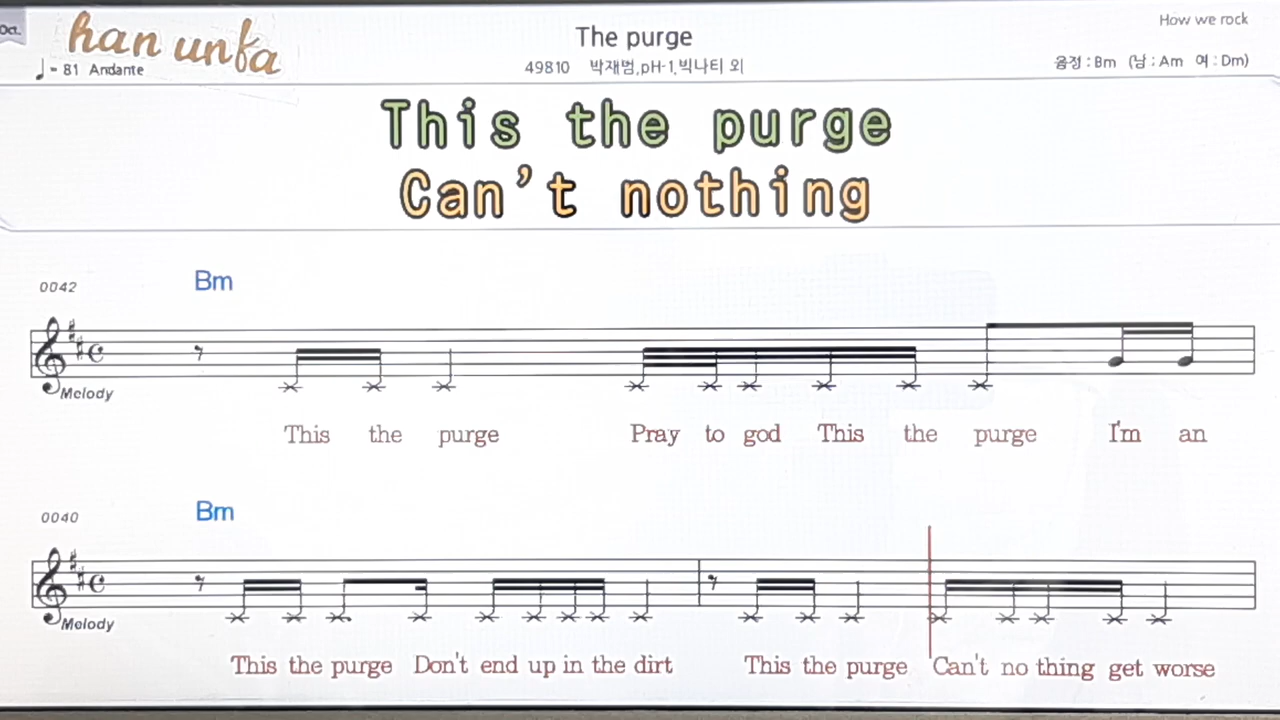 Oct.
han unfa
How we rock
The purge
♩= 81 Andante
49810 박재범,pH-1,빅나티 외
음정 : Bm (남 : Am 여 : Dm)
This the purge
Can't nothing
0042
Bm
Melody
This the purge Pray to god This the purge I'm an
0040
Bm
Melody
This the purge Don't end up in the dirt This the purge Can't no thing get worse